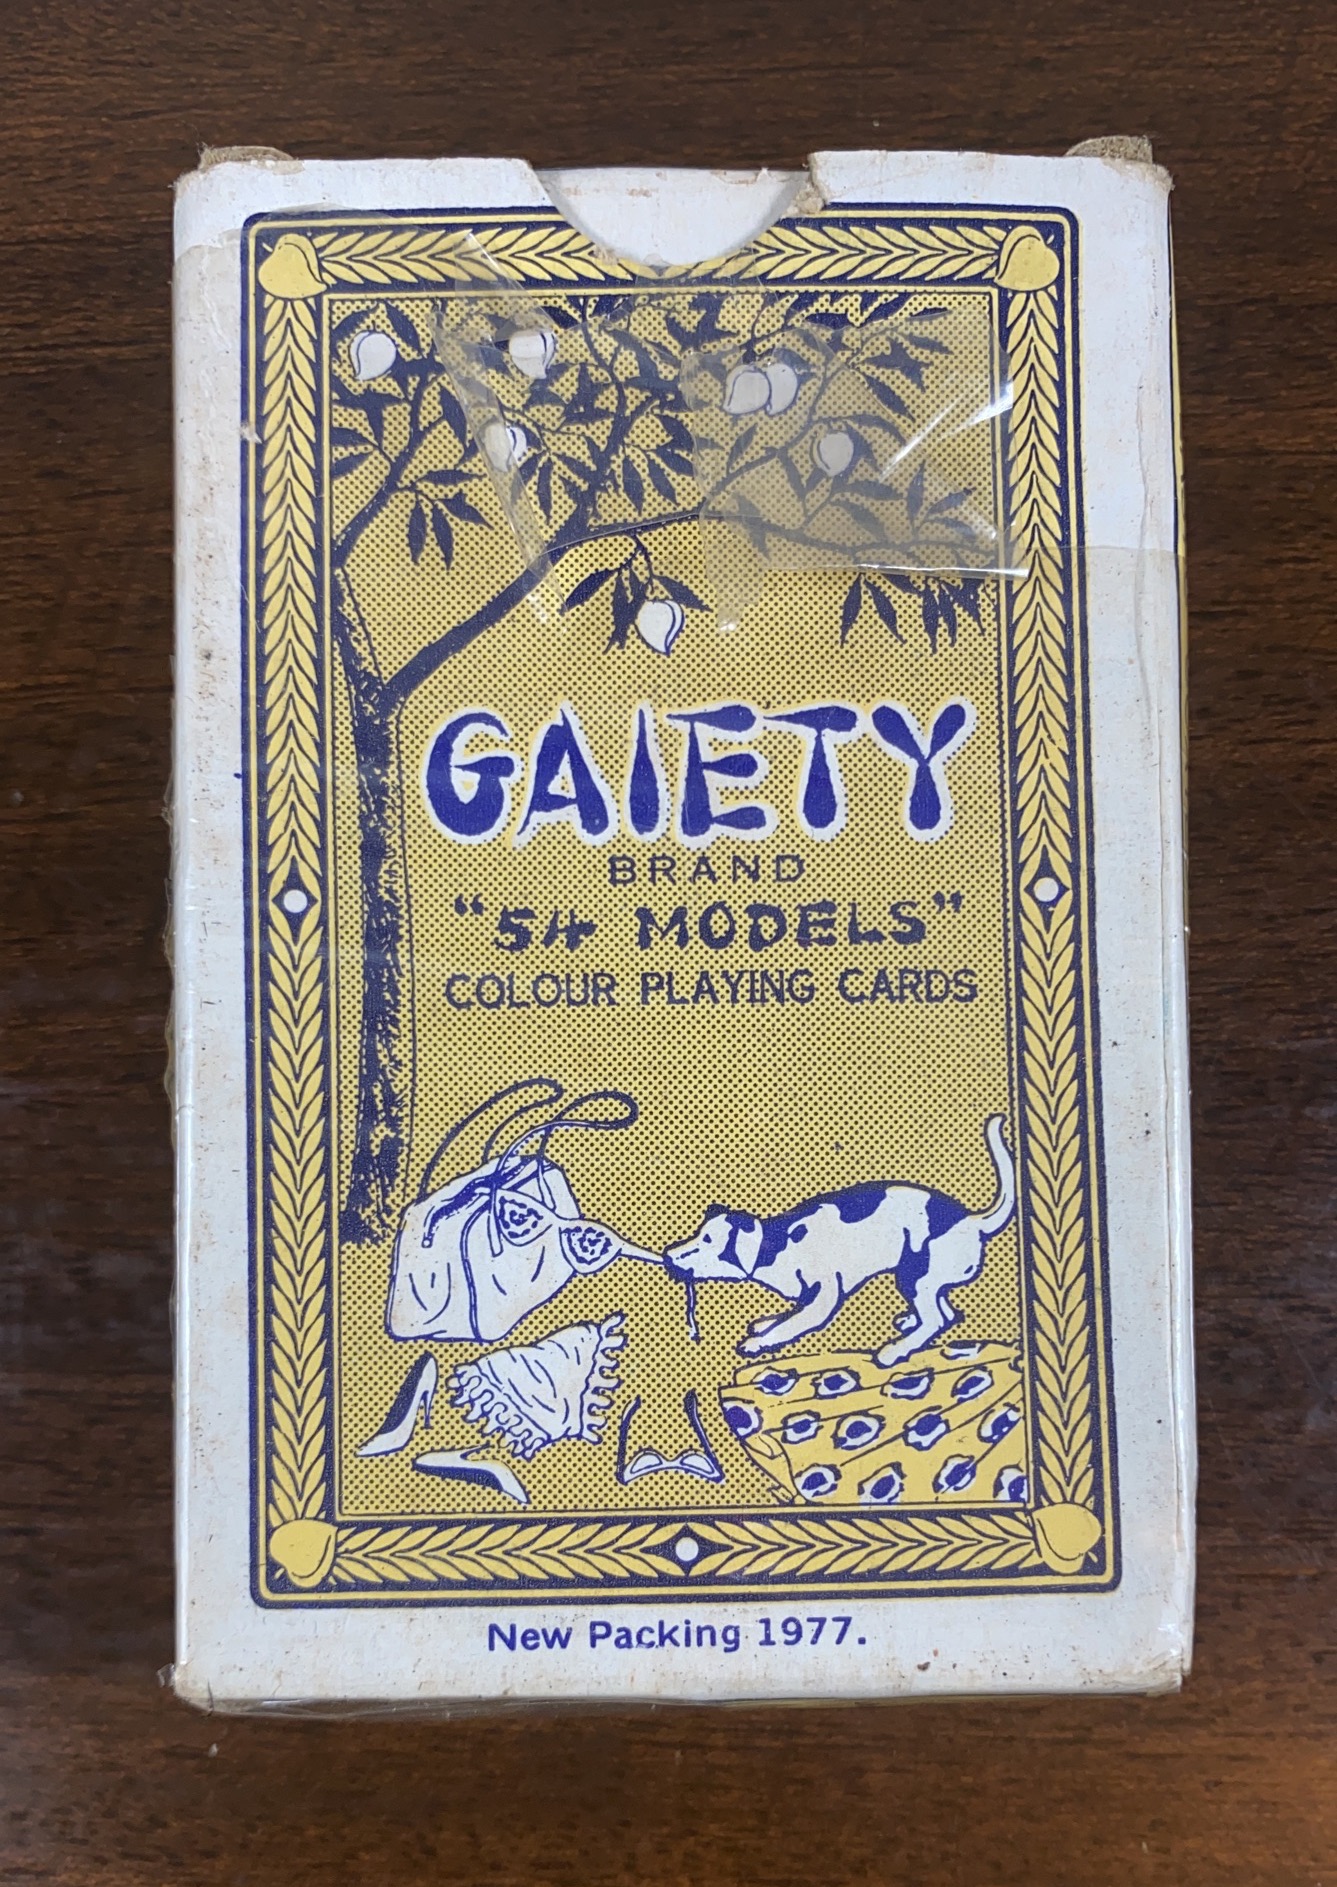 GAIETY
BRAND
"54 MODELS"
COLOUR PLAYING CARDS
New Packing 1977.